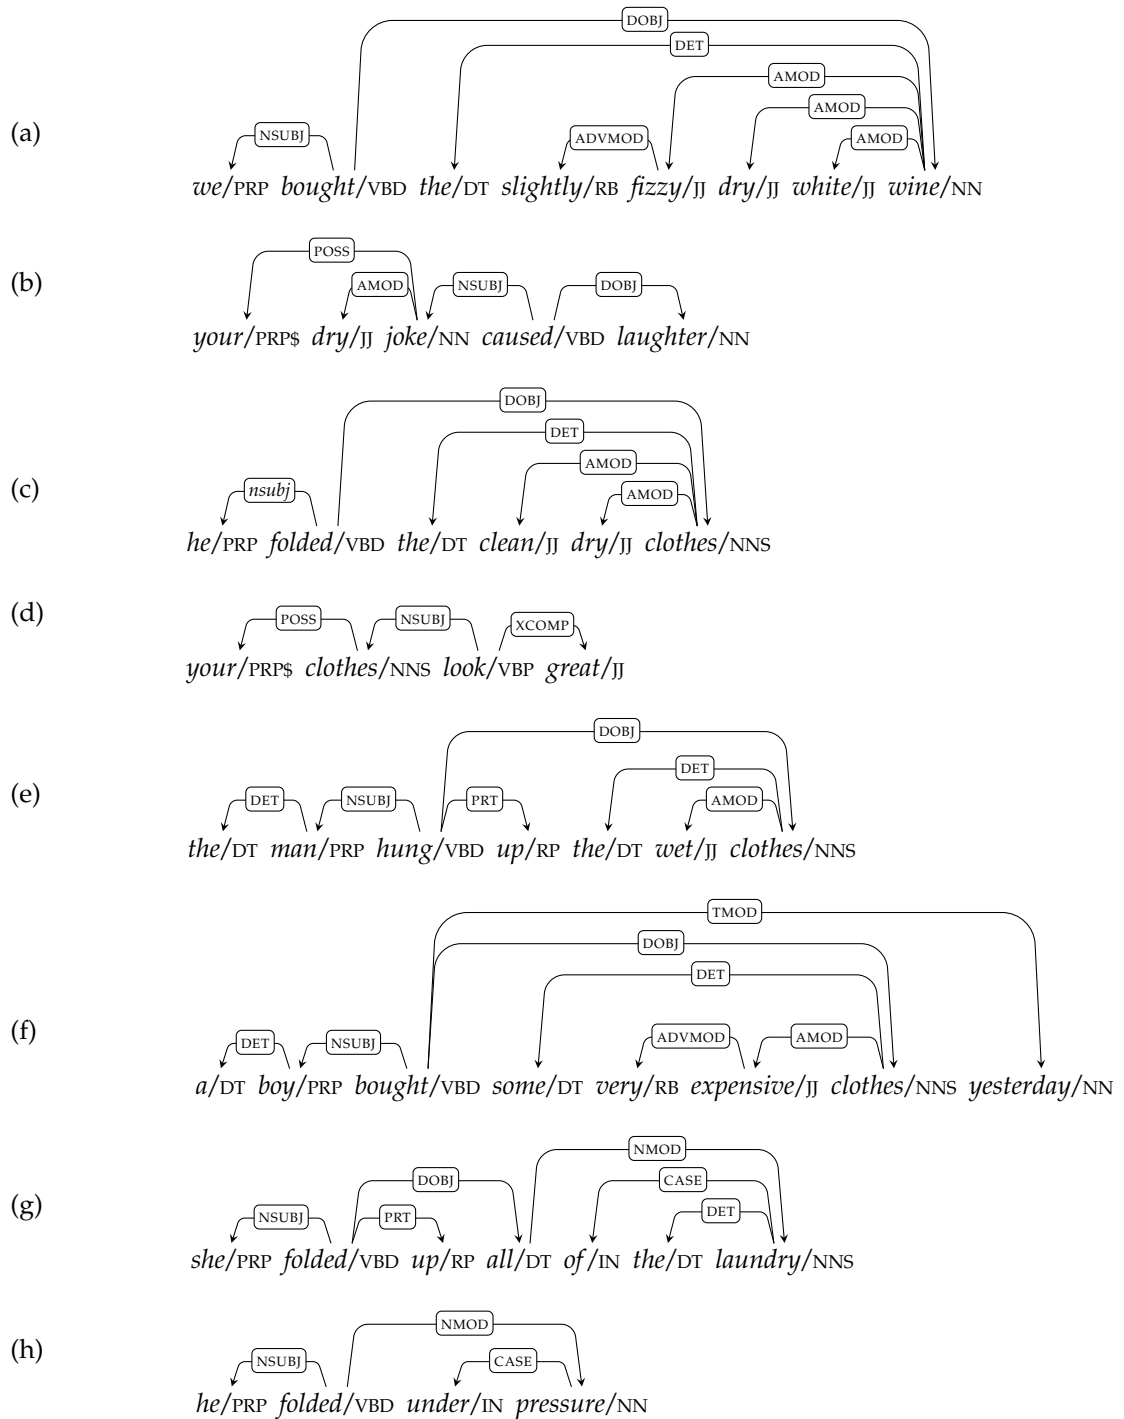 DOBJ
DET
AMOD
AMOD
(a) NSUBJ ADVMOD AMOD
we/PRP bought/VBD the/DT slightly/RB fizzy/JJ dry/JJ white/JJ wine/NN
POSS
(b) AMOD NSUBJ DOBJ
your/PRP$ dry/JJ joke/NN caused/VBD laughter/NN
DOBJ
DET
AMOD
(c) nsubj AMOD
he/PRP folded/VBD the/DT clean/JJ dry/JJ clothes/NNS
(d) POSS NSUBJ XCOMP
your/PRP$ clothes/NNS look/VBP great/JJ
DOBJ
DET
(e) DET NSUBJ PRT AMOD
the/DT man/PRP hung/VBD up/RP the/DT wet/JJ clothes/NNS
TMOD
DOBJ
DET
(f) DET NSUBJ ADVMOD AMOD
a/DT boy/PRP bought/VBD some/DT very/RB expensive/JJ clothes/NNS yesterday/NN
NMOD
DOBJ CASE
(g) NSUBJ PRT DET
she/PRP folded/VBD up/RP all/DT of/IN the/DT laundry/NNS
NMOD
(h) NSUBJ CASE
he/PRP folded/VBD under/IN pressure/NN